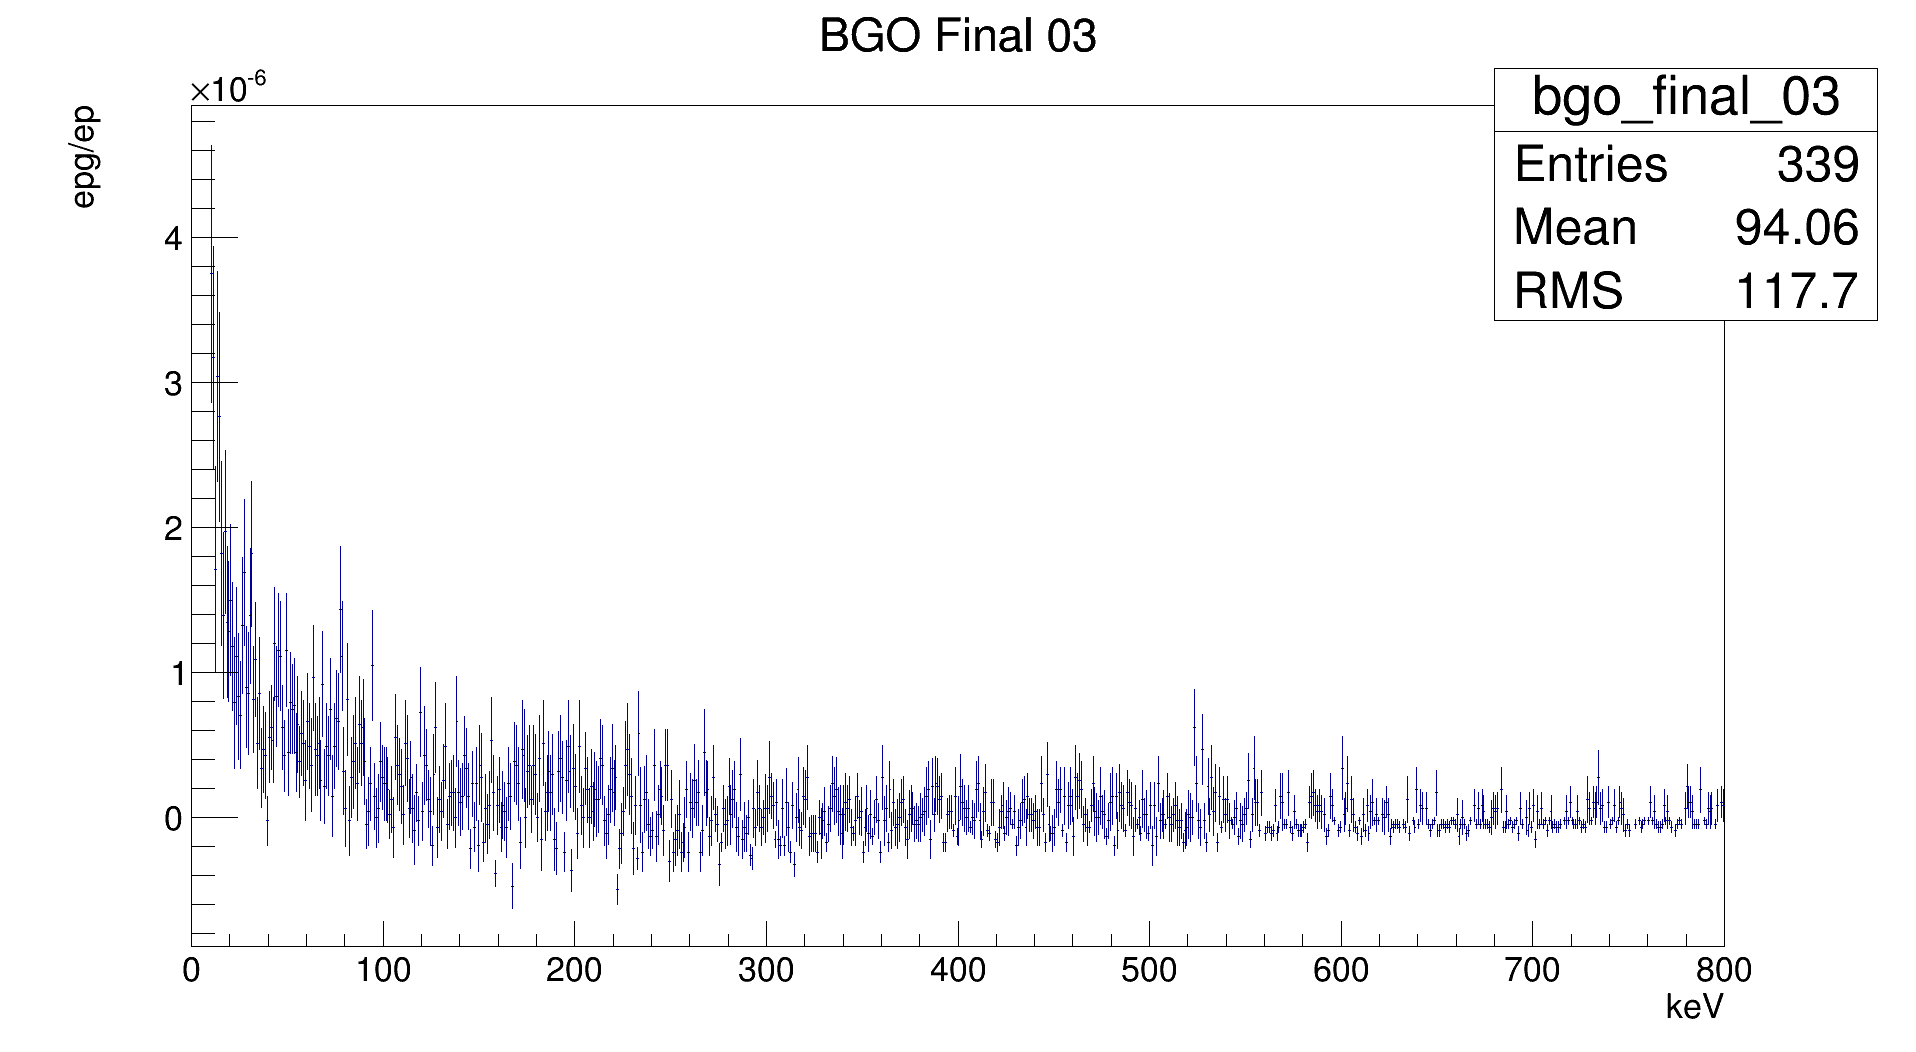 BGO Final 03
×10-6
epg/ep
bgo_final_03
Entries 339
Mean 94.06
RMS 117.7
4
3
2
1
0
0 100 200 300 400 500 600 700 800
keV